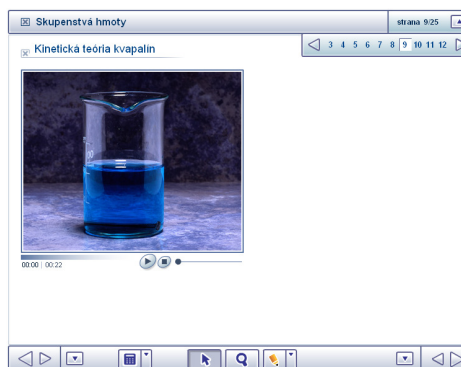 Skupenstvá hmoty
strana 9/25
Kinetická teória kvapalín
3 4 5 6 7 8 9 10 11 12
00:00 | 00:22